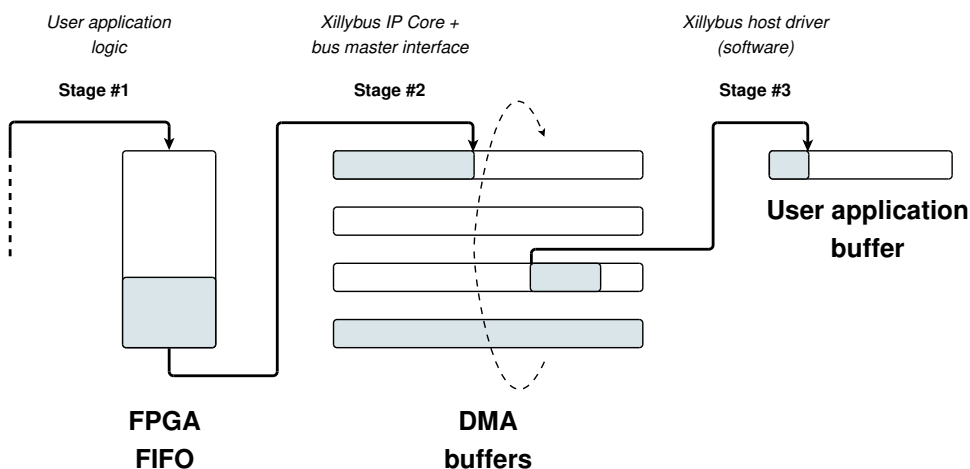 User application
logic
Stage #1
Xillybus IP Core +
bus master interface
Stage #2
Xillybus host driver
(software)
Stage #3
User application
buffer
FPGA
FIFO
DMA
buffers